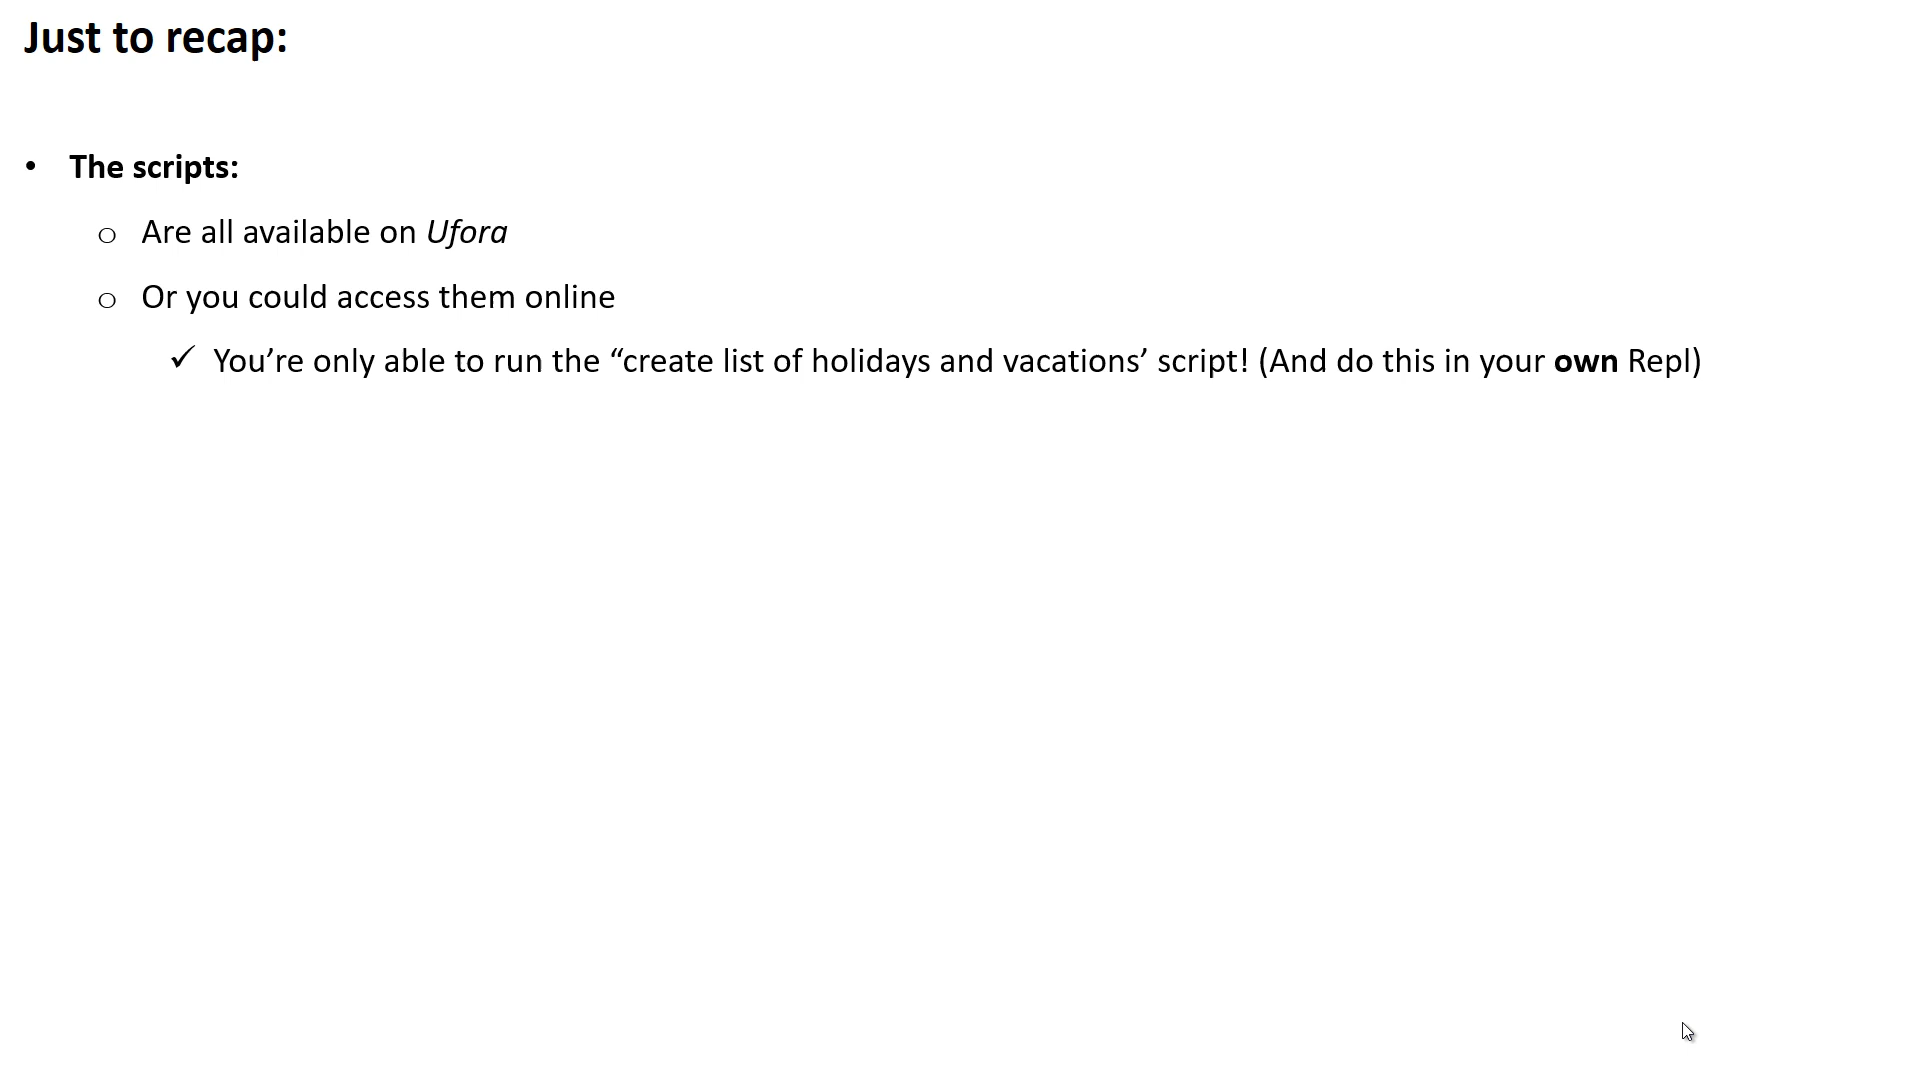 Just to recap:
• The scripts:
o Are all available on Ufora
o Or you could access them online
✓ You’re only able to run the “create list of holidays and vacations’ script! (And do this in your own Repl)